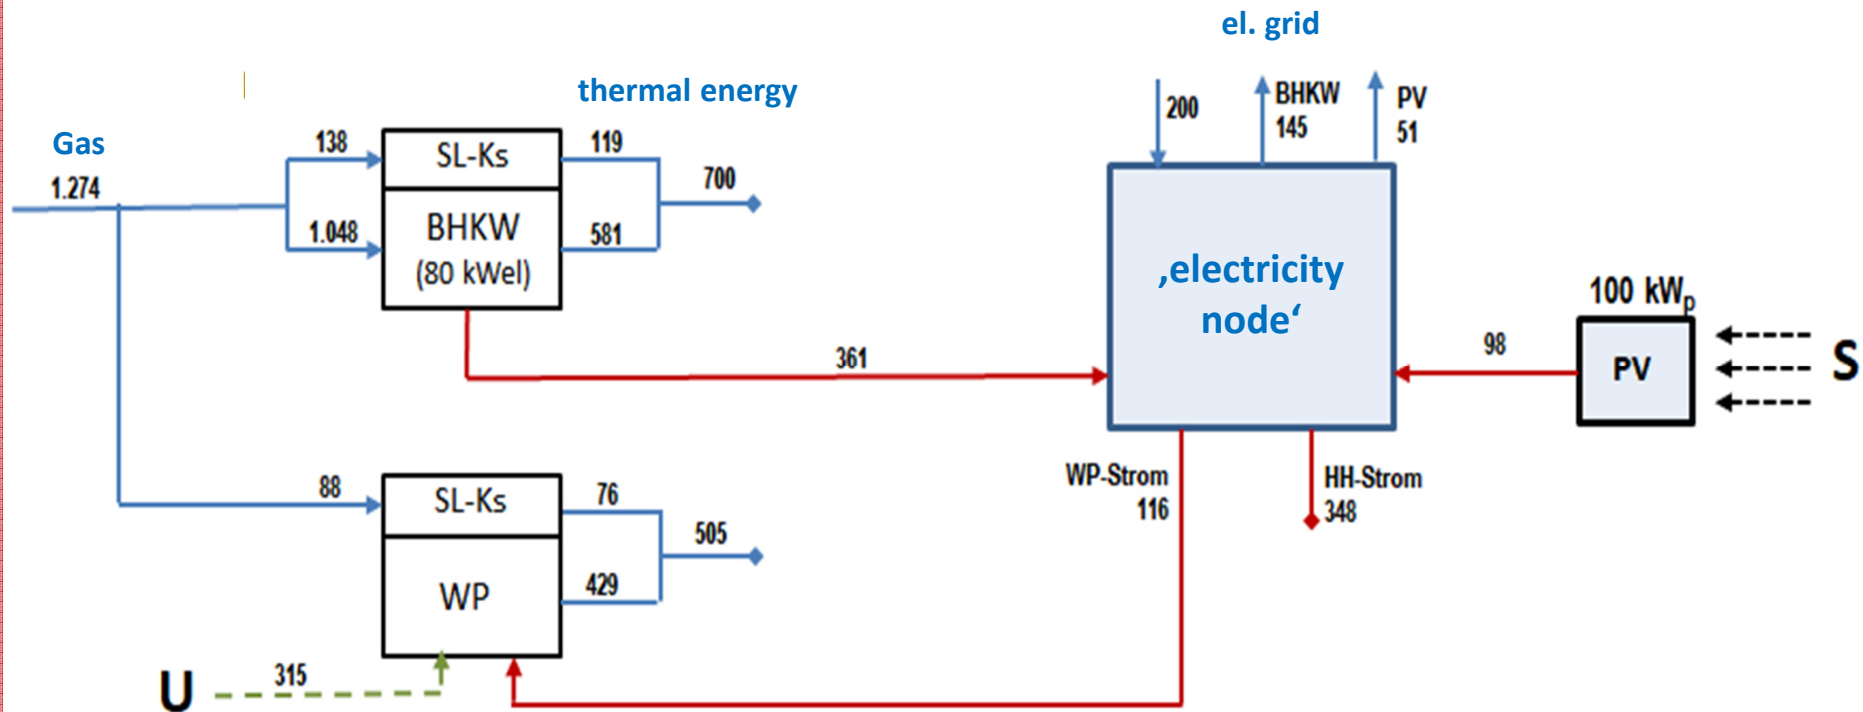 el. grid
thermal energy
Gas
1.274
138
SL-Ks
119
1.048
BHKW
(80 kWel)
581
700
200
BHKW
145
PV
51
‚electricity
node‘
361
98
100 kWp
PV
S
88
SL-Ks
76
WP
429
505
WP-Strom
116
HH-Strom
348
U
315